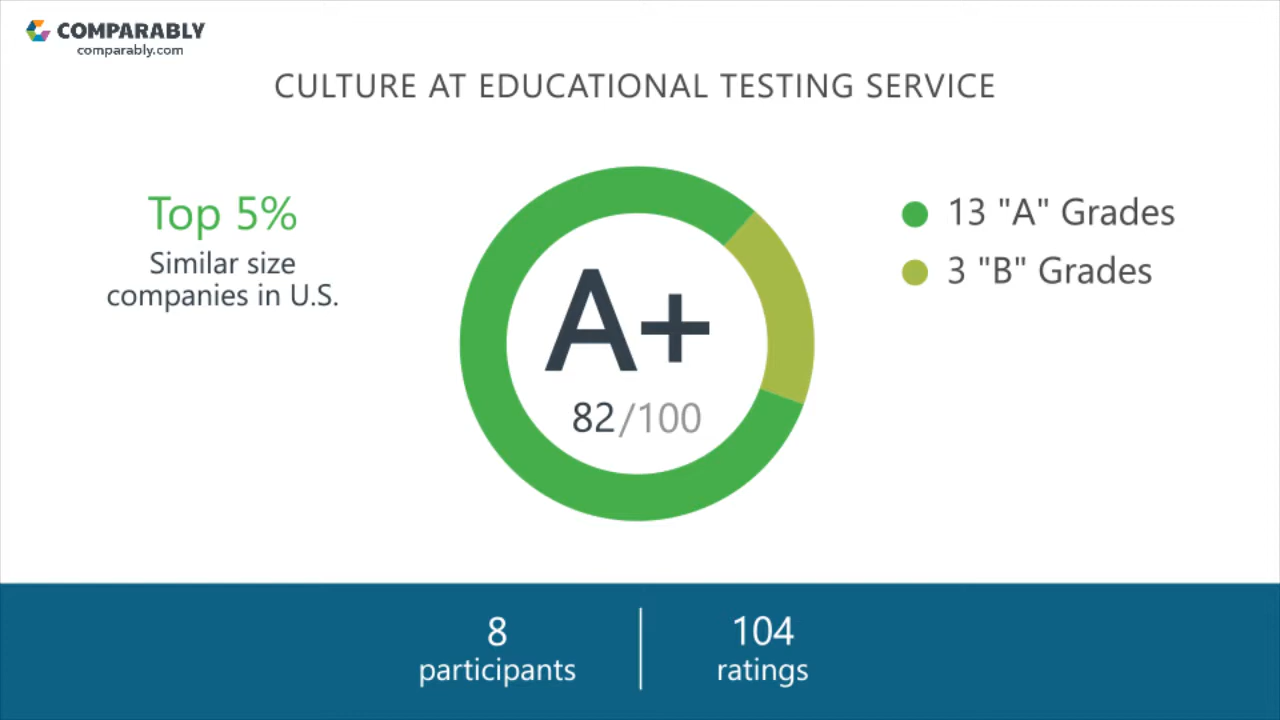 COMPARABLY
comparably.com
CULTURE AT EDUCATIONAL TESTING SERVICE
Top 5%
Similar size
companies in U.S.
A+
82/100
13 "A" Grades
3 "B" Grades
8
participants
104
ratings